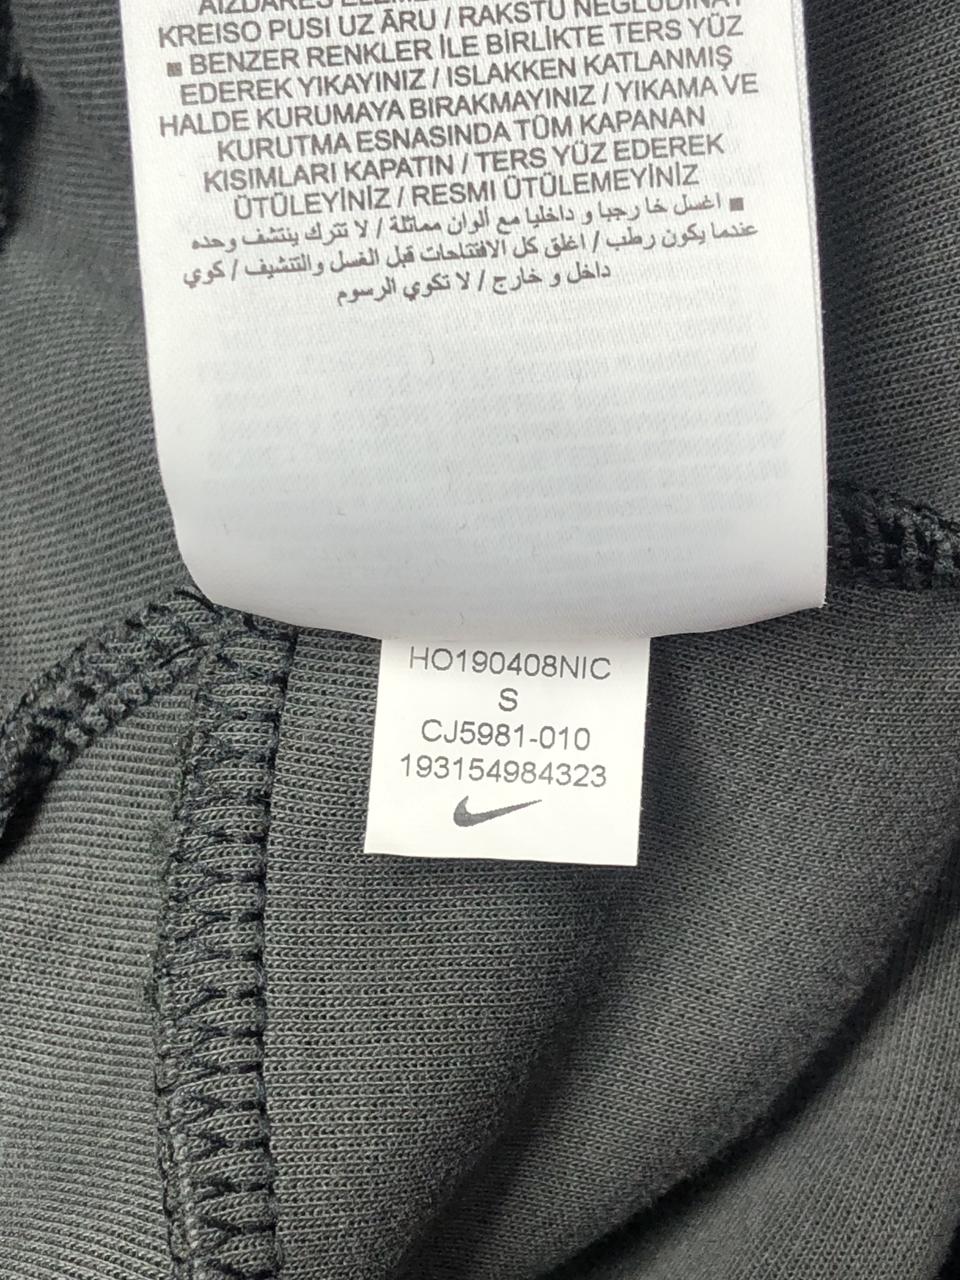 AIZDARES
KREISO PUSI UZ ĀRU / RAKSTU NEGLUDINĀT
■ BENZER RENKLER İLE BİRLİKTE TERS YÜZ
EDEREK YIKAYINIZ / ISLAKKEN KATLANMIŞ
HALDE KURUMAYA BIRAKMAYINIZ / YIKAMA VE
KURUTMA ESNASINDA TÜM KAPANAN
KISIMLARI KAPATIN / TERS YÜZ EDEREK
ÜTÜLEYİNİZ / RESMI ÜTÜLEMEYİNİZ
■ اغسل خارجيا و داخليا مع ألوان مماثلة / لا تترك ينتشف وحده
عندما يكون رطب / اغلق كل الافتتاحات قبل الغسل والتنشيف / كوي
داخل و خارج / لا تكوي الرسوم
HO190408NIC
S
CJ5981-010
193154984323